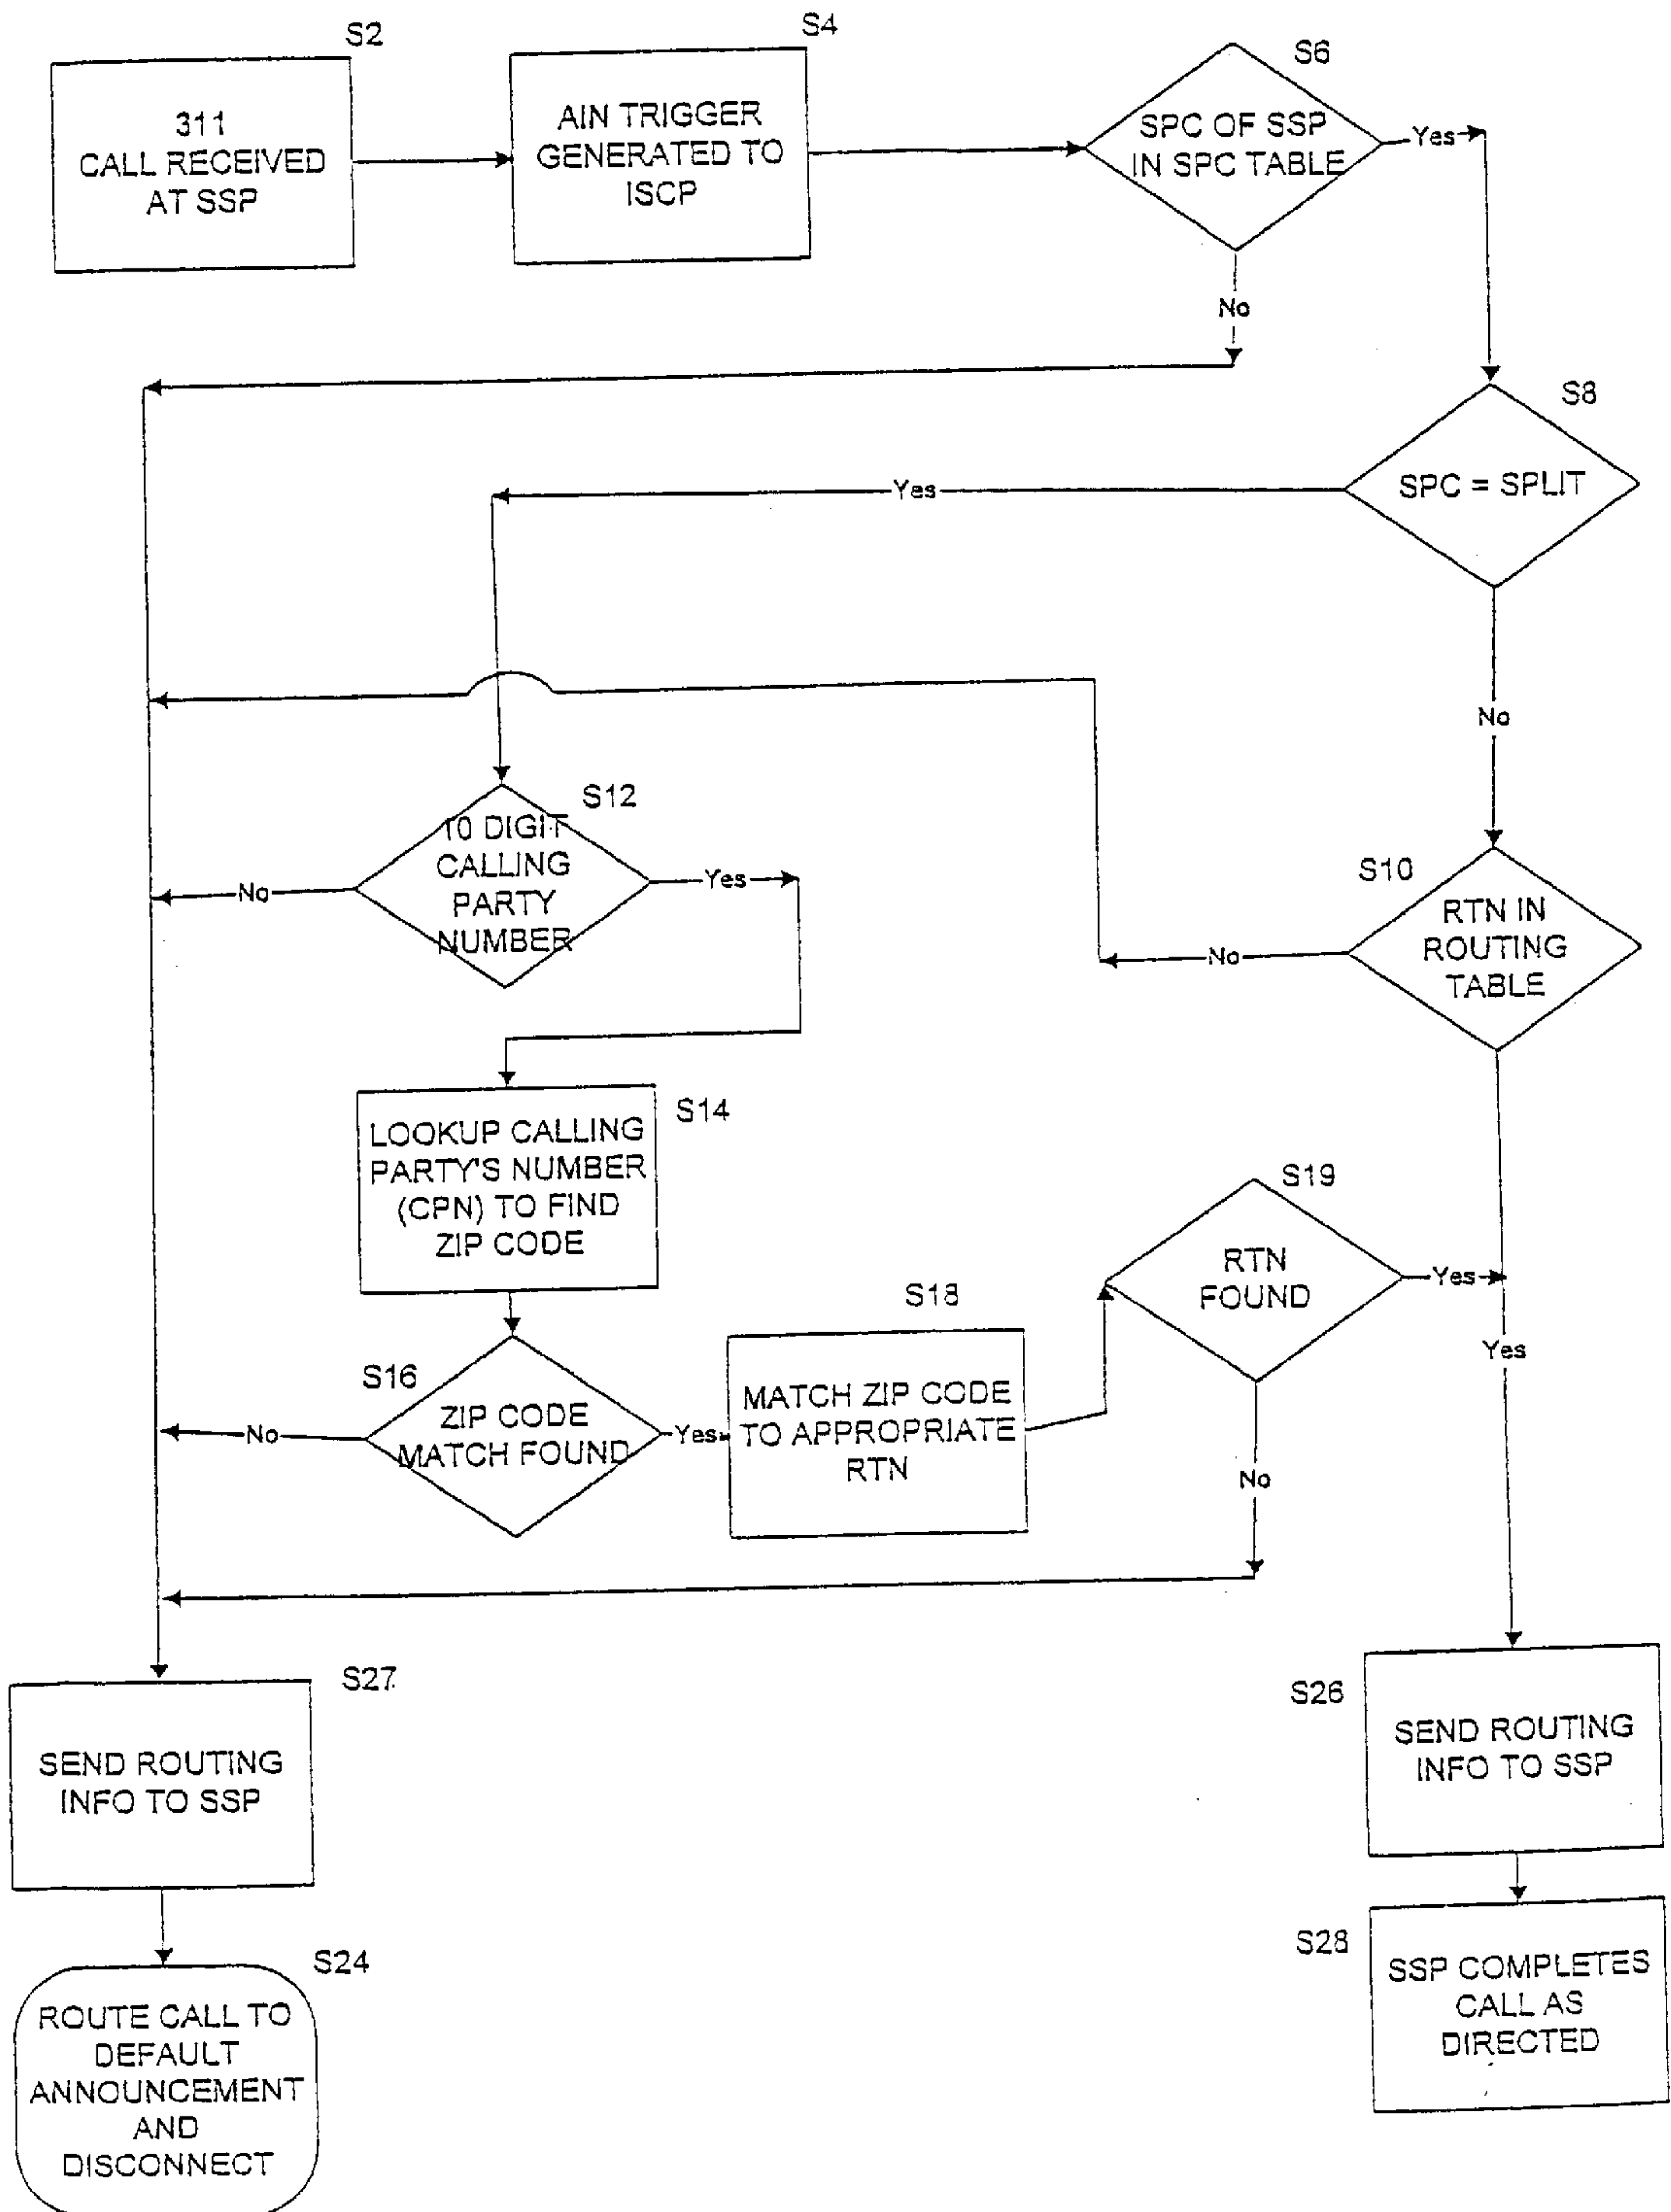 S2
311
CALL RECEIVED
AT SSP
S4
AIN TRIGGER
GENERATED TO
ISCP
S6
SPC OF SSP
IN SPC TABLE
Yes
No
S8
SPC = SPLIT
Yes
No
S12
10 DIGIT
CALLING
PARTY
NUMBER
No
Yes
S10
RTN IN
ROUTING
TABLE
No
Yes
S14
LOOKUP CALLING
PARTY'S NUMBER
(CPN) TO FIND
ZIP CODE
S16
ZIP CODE
MATCH FOUND
No
Yes
S18
MATCH ZIP CODE
TO APPROPRIATE
RTN
S19
RTN
FOUND
Yes
No
S27
SEND ROUTING
INFO TO SSP
S26
SEND ROUTING
INFO TO SSP
S24
ROUTE CALL TO
DEFAULT
ANNOUNCEMENT
AND
DISCONNECT
S28
SSP COMPLETES
CALL AS
DIRECTED